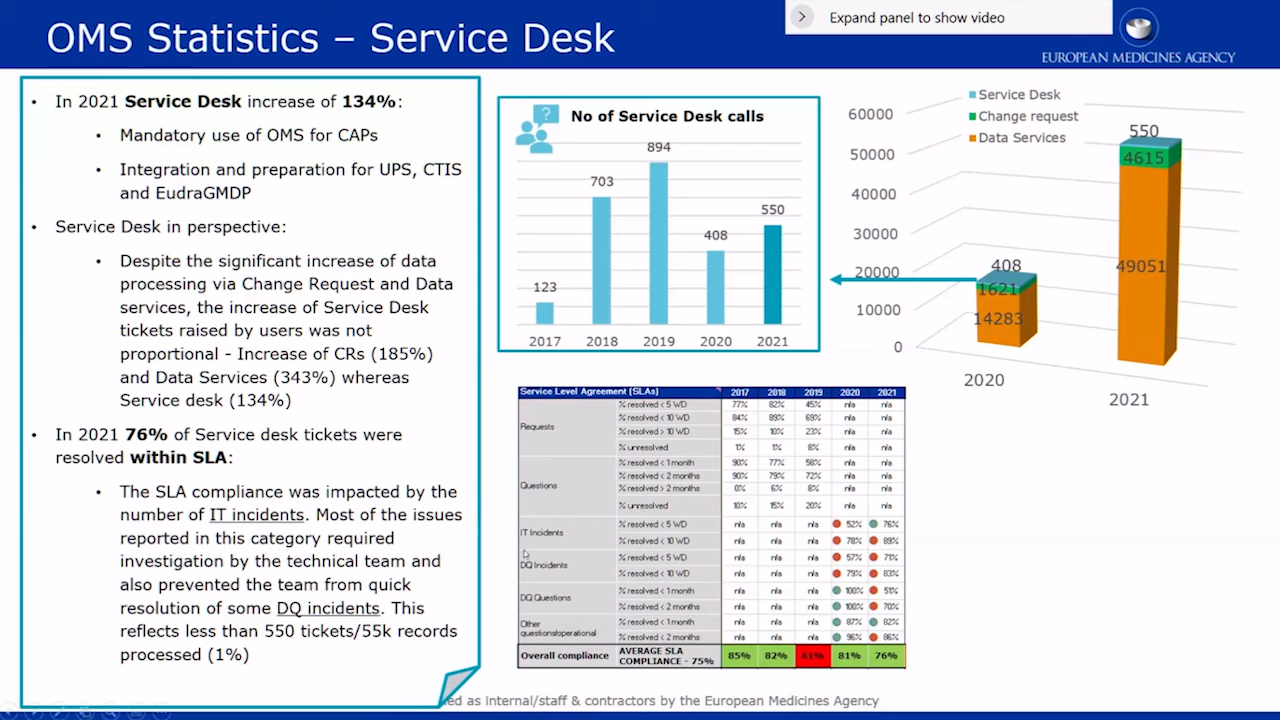 OMS Statistics – Service Desk
Expand panel to show video
EUROPEAN MEDICINES AGENCY
• In 2021 Service Desk increase of 134%:
• Mandatory use of OMS for CAPs
• Integration and preparation for UPS, CTIS
and EudraGMDP
• Service Desk in perspective:
• Despite the significant increase of data
processing via Change Request and Data
services, the increase of Service Desk
tickets raised by users was not
proportional - Increase of CRs (185%)
and Data Services (343%) whereas
Service desk (134%)
• In 2021 76% of Service desk tickets were
resolved within SLA:
• The SLA compliance was impacted by the
number of IT incidents. Most of the issues
reported in this category required
investigation by the technical team and
also prevented the team from quick
resolution of some DQ incidents. This
reflects less than 550 tickets/55k records
processed (1%)
No of Service Desk calls
894
703
550
408
123
2017 2018 2019 2020 2021
Service Desk
Change request
Data Services
60000
50000
40000
30000
20000
10000
0
550
4615
49051
408
1621
14283
2020
2021
Service Level Agreement (SLAs) 2017 2018 2019 2020 2021
Requests
% resolved < 5 WD 77% 82% 45% n/a n/a
% resolved < 10 WD 84% 89% 69% n/a n/a
% resolved > 10 WD 15% 10% 23% n/a n/a
% unresolved 1% 1% 8% n/a n/a
Questions
% resolved < 1 month 90% 77% 58% n/a n/a
% resolved < 2 months 90% 79% 72% n/a n/a
% resolved > 2 months 0% 6% 8% n/a n/a
% unresolved 10% 15% 20% n/a n/a
IT Incidents
% resolved < 5 WD n/a n/a n/a 52% 76%
% resolved < 10 WD n/a n/a n/a 78% 89%
DQ Incidents
% resolved < 5 WD n/a n/a n/a 57% 71%
% resolved < 10 WD n/a n/a n/a 79% 83%
DQ Questions
% resolved < 1 month n/a n/a n/a 100% 51%
% resolved < 2 months n/a n/a n/a 100% 70%
Other
questions/operational
% resolved < 1 month n/a n/a n/a 87% 82%
% resolved < 2 months n/a n/a n/a 96% 86%
Overall compliance AVERAGE SLA
COMPLIANCE - 75% 85% 82% 61% 81% 76%
as internal/staff & contractors by the European Medicines Agency